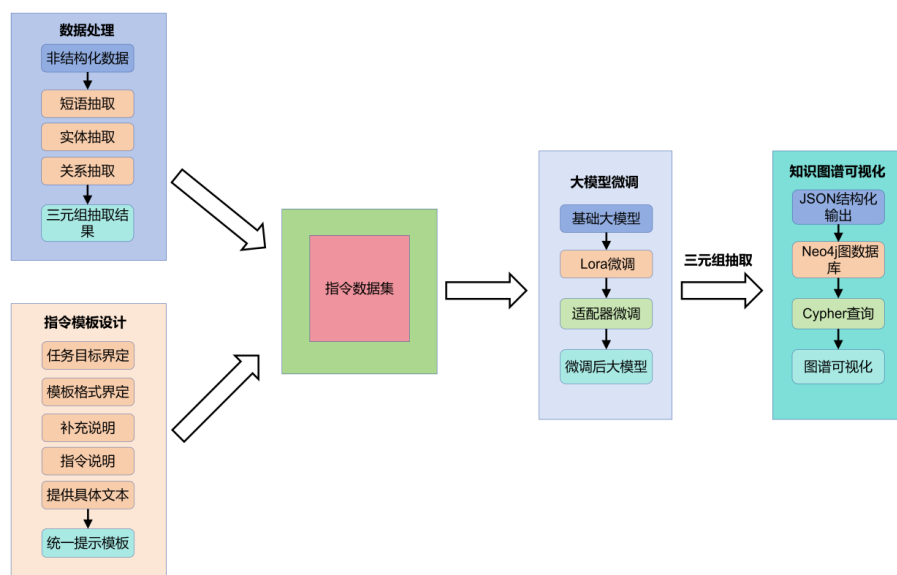 数据处理
非结构化数据
短语抽取
实体抽取
关系抽取
三元组抽取结
果
指令模板设计
任务目标界定
模板格式界定
补充说明
指令说明
提供具体文本
统一提示模板
指令数据集
大模型微调
基础大模型
Lora微调
适配器微调
微调后大模型
三元组抽取
知识图谱可视化
JSON结构化
输出
Neo4j图数据
库
Cypher查询
图谱可视化